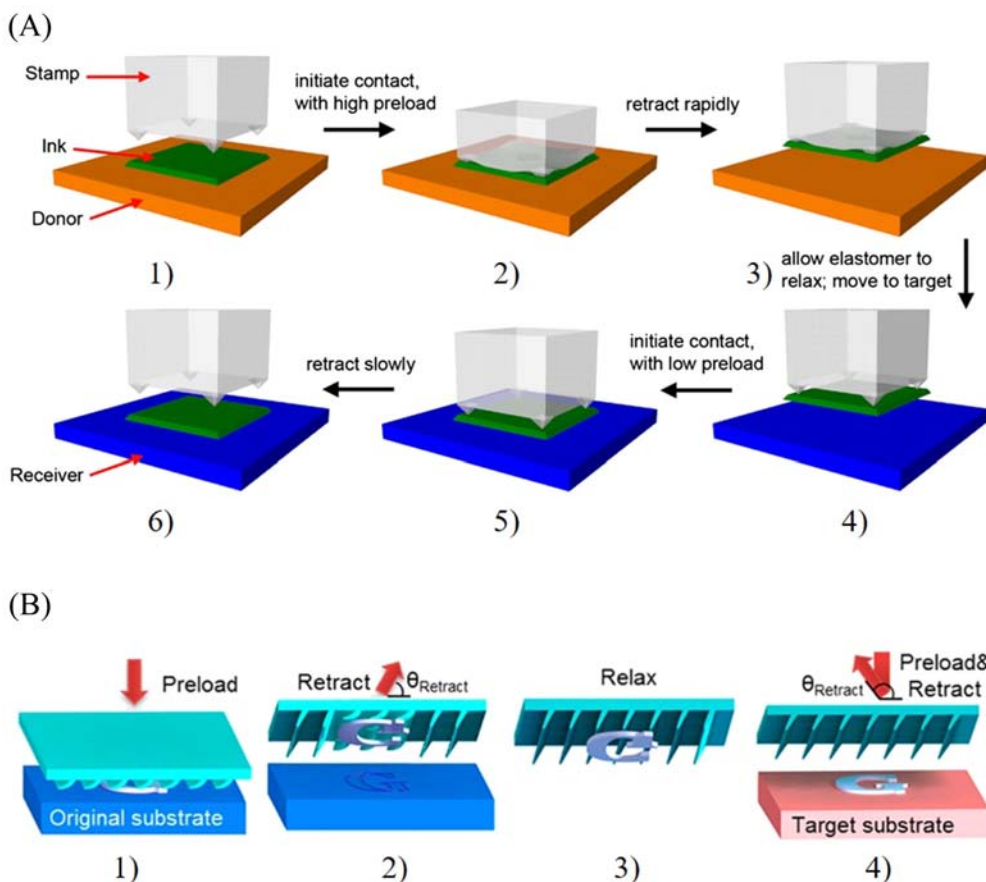 (A)
Stamp
Ink
Donor
initiate contact,
with high preload
retract rapidly
1)
2)
3)
allow elastomer to
relax; move to target
retract slowly
initiate contact,
with low preload
Receiver
6)
5)
4)
(B)
Preload
Original substrate
Retract
θRetract
Relax
θRetract
Preload&
Retract
Target substrate
1)
2)
3)
4)